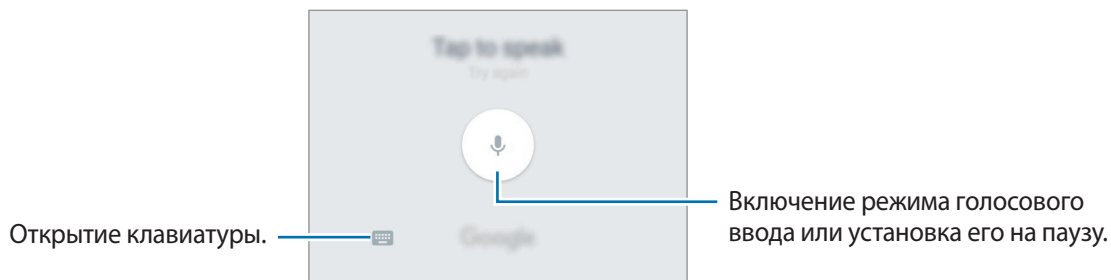 Tap to speak
Try again
Открытие клавиатуры.
Включение режима голосового
ввода или установка его на паузу.
Google